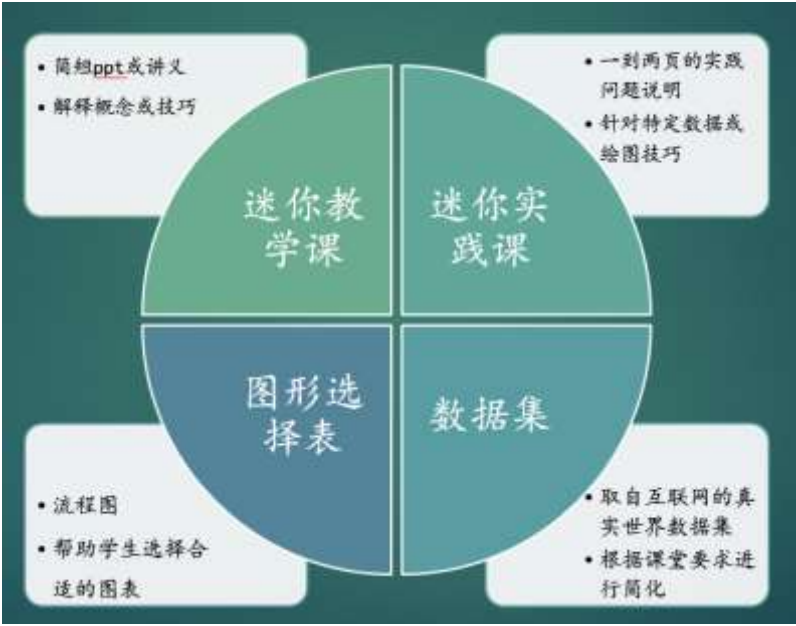 • 简短ppt或讲义
• 解释概念或技巧
• 一到两页的实践
问题说明
• 针对特定数据或
绘图技巧
迷你教
学课
迷你实
践课
图形选
择表
数据集
• 流程图
• 帮助学生选择合
适的图表
• 取自互联网的真
实世界数据集
• 根据课堂要求进
行简化